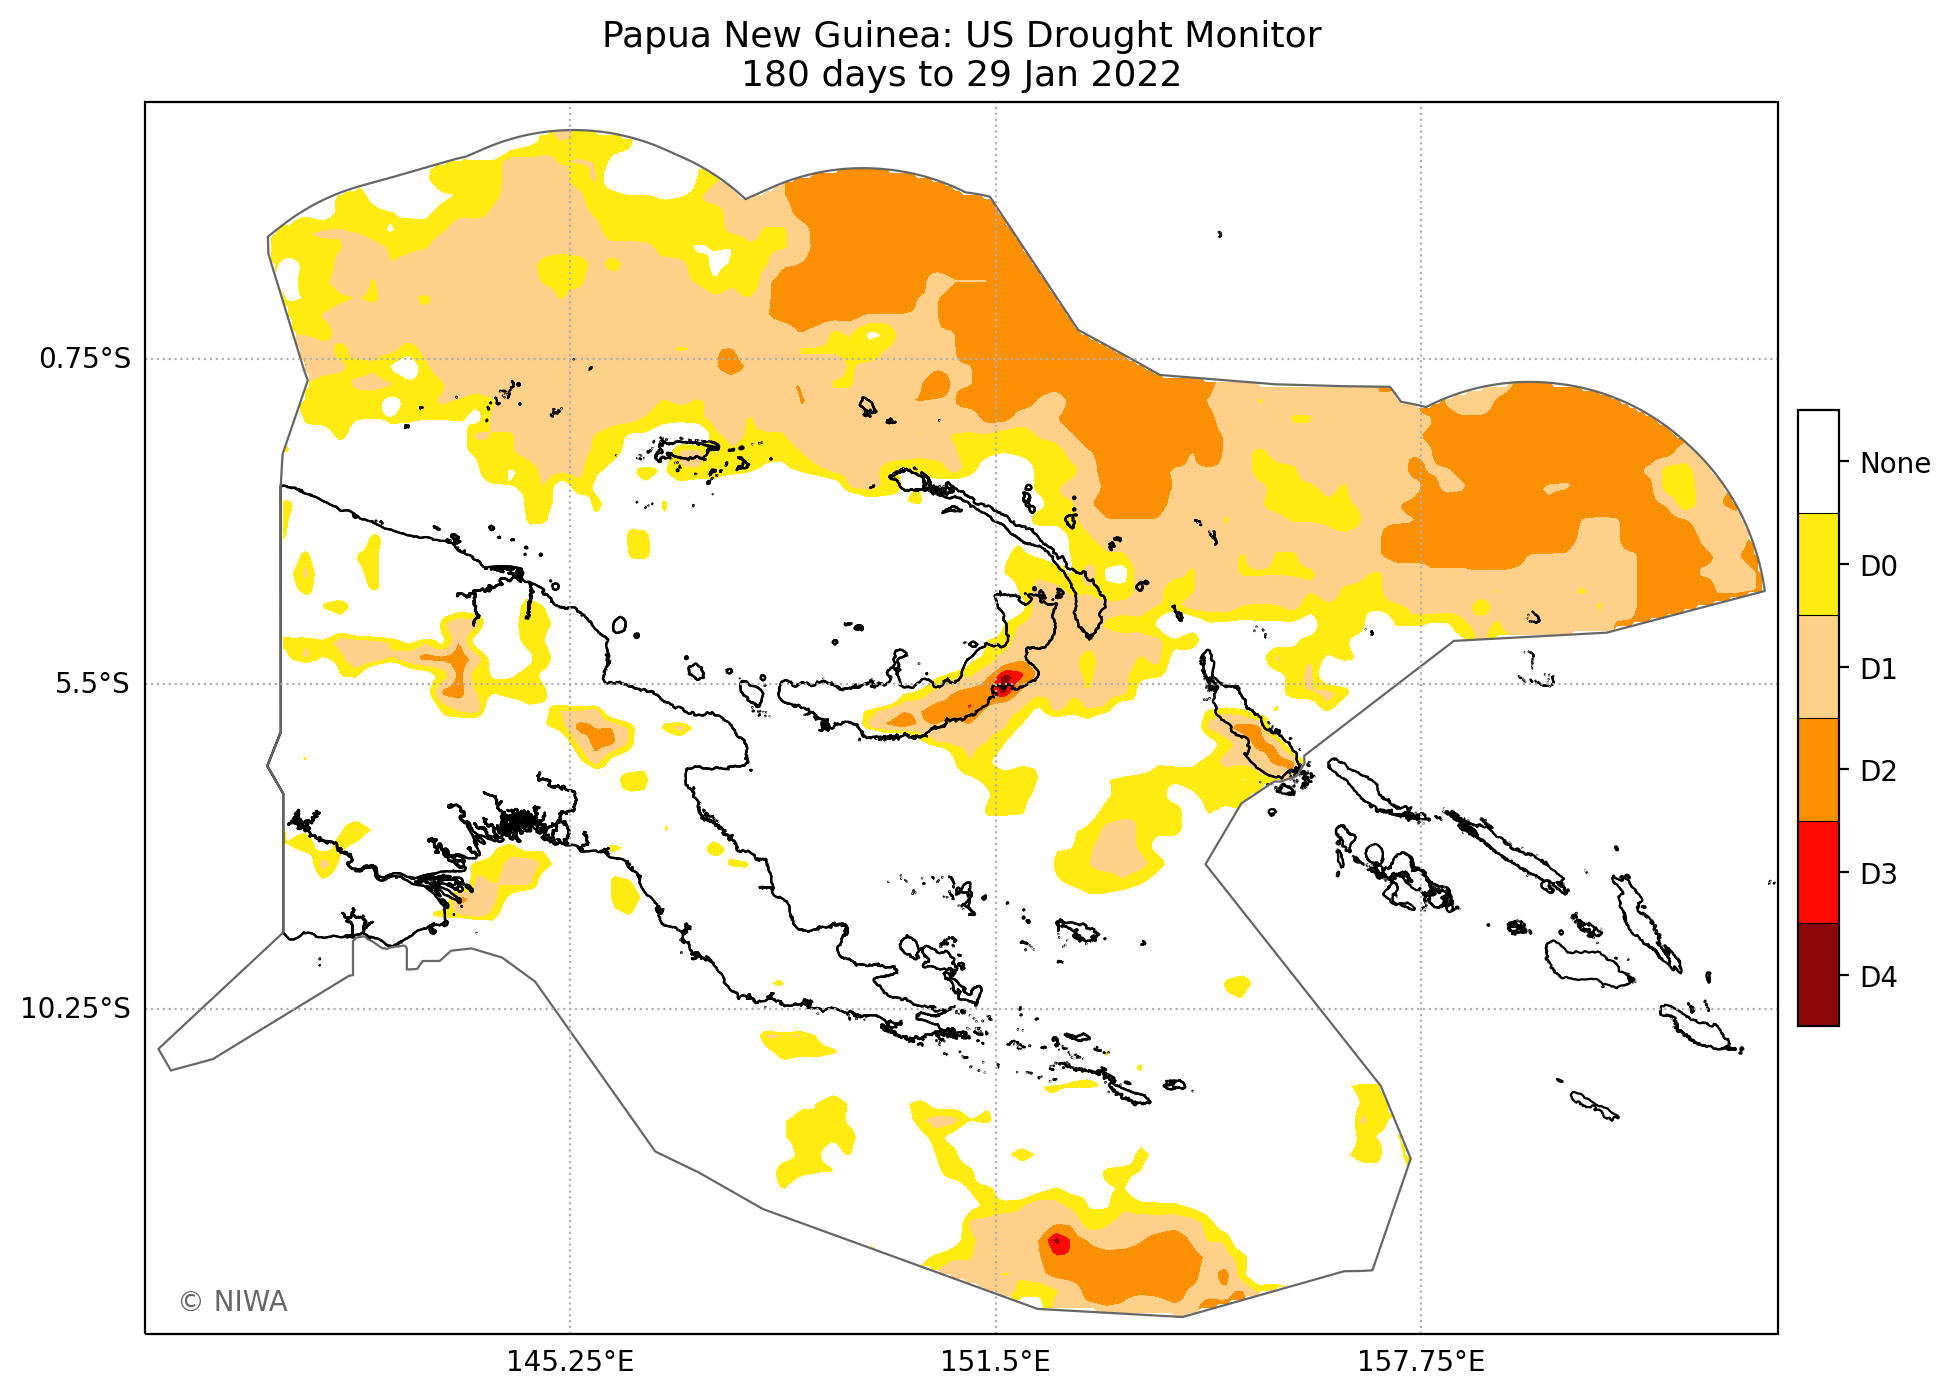 Papua New Guinea: US Drought Monitor
180 days to 29 Jan 2022
0.75°S
5.5°S
10.25°S
145.25°E
151.5°E
157.75°E
None
D0
D1
D2
D3
D4
© NIWA